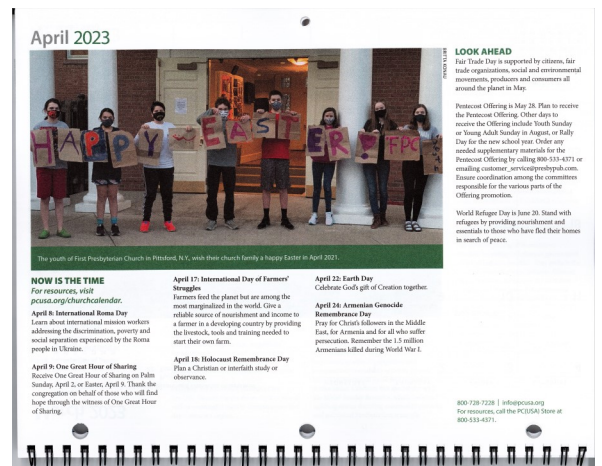 April 2023
HAPPY EASTER! FPC
BRITTA KONAU
The youth of First Presbyterian Church in Pittsford, N.Y., wish their church family a happy Easter in April 2021.
NOW IS THE TIME
For resources, visit
pcusa.org/churchcalendar.
April 8: International Roma Day
Learn about international mission workers
addressing the discrimination, poverty and
social separation experienced by the Roma
people in Ukraine.
April 9: One Great Hour of Sharing
Receive One Great Hour of Sharing on Palm
Sunday, April 2, or Easter, April 9. Thank the
congregation on behalf of those who will find
hope through the witness of One Great Hour
of Sharing.
April 17: International Day of Farmers'
Struggles
Farmers feed the planet but are among the
most marginalized in the world. Give a
reliable source of nourishment and income to
a farmer in a developing country by providing
the livestock, tools and training needed to
start their own farm.
April 18: Holocaust Remembrance Day
Plan a Christian or interfaith study or
observance.
April 22: Earth Day
Celebrate God's gift of Creation together.
April 24: Armenian Genocide
Remembrance Day
Pray for Christ's followers in the Middle
East, for Armenia and for all who suffer
persecution. Remember the 1.5 million
Armenians killed during World War I.
LOOK AHEAD
Fair Trade Day is supported by citizens, fair
trade organizations, social and environmental
movements, producers and consumers all
around the planet in May.
Pentecost Offering is May 28. Plan to receive
the Pentecost Offering. Other days to
receive the Offering include Youth Sunday
or Young Adult Sunday in August, or Rally
Day for the new school year. Order any
needed supplementary materials for the
Pentecost Offering by calling 800-533-4371 or
emailing customer_service@presbypub.com.
Ensure coordination among the committees
responsible for the various parts of the
Offering promotion.
World Refugee Day is June 20. Stand with
refugees by providing nourishment and
essentials to those who have fled their homes
in search of peace.
800-728-7228 | info@pcusa.org
For resources, call the PC(USA) Store at
800-533-4371.